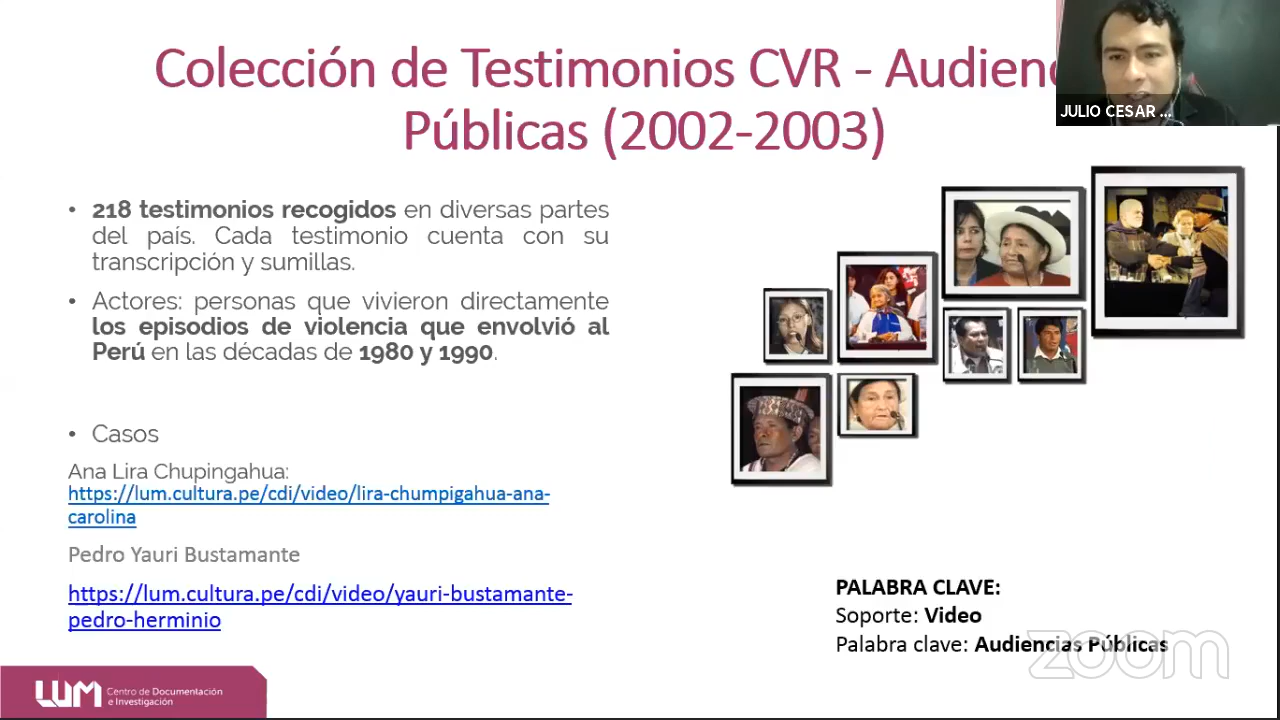 Colección de Testimonios CVR - Audienc
Públicas (2002-2003)
JULIO CESAR ...
• 218 testimonios recogidos en diversas partes
del país. Cada testimonio cuenta con su
transcripción y sumillas.
• Actores: personas que vivieron directamente
los episodios de violencia que envolvió al
Perú en las décadas de 1980 y 1990.
• Casos
Ana Lira Chupingahua:
https://lum.cultura.pe/cdi/video/lira-chumpigahua-ana-
carolina
Pedro Yauri Bustamante
https://lum.cultura.pe/cdi/video/yauri-bustamante-
pedro-herminio
PALABRA CLAVE:
Soporte: Video
Palabra clave: Audiencias Públicas
zoom
LUM Centro de Documentación
e Investigación